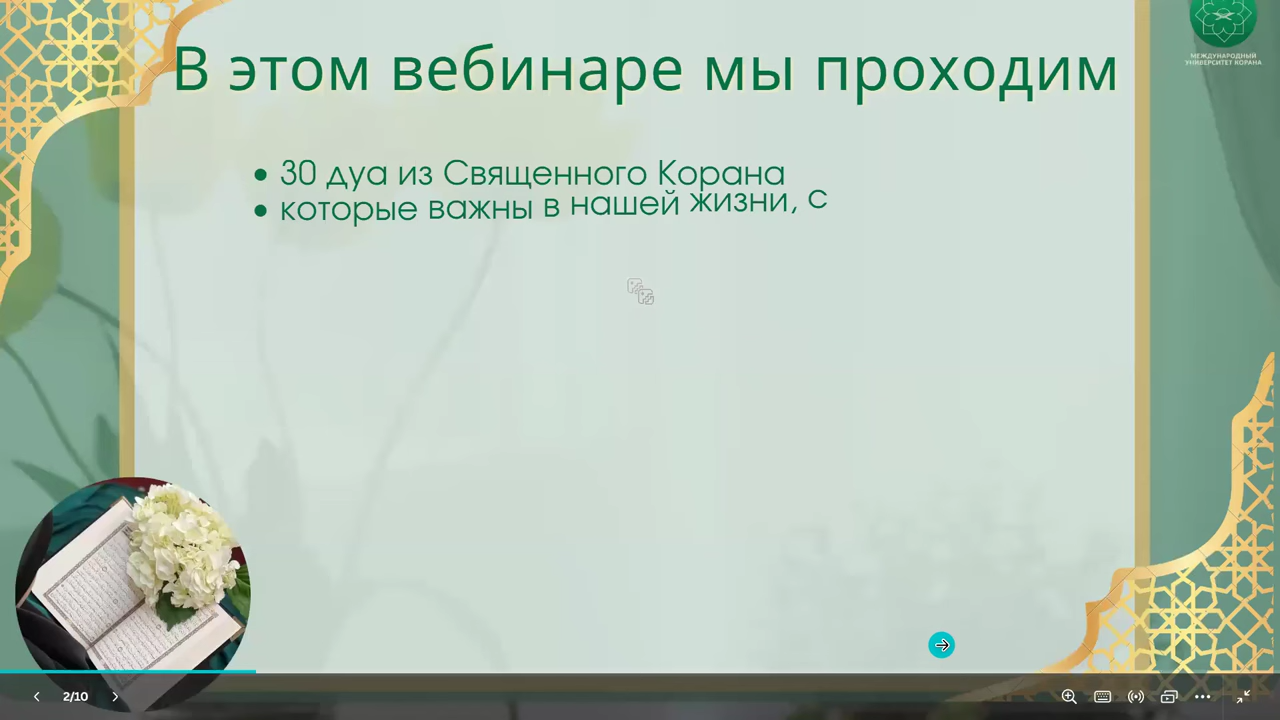 МЕЖДУНАРОДНЫЙ
УНИВЕРСИТЕТ КОРАНА
В этом вебинаре мы проходим
• 30 дуа из Священного Корана
• которые важны в нашей жизни, с
2/10